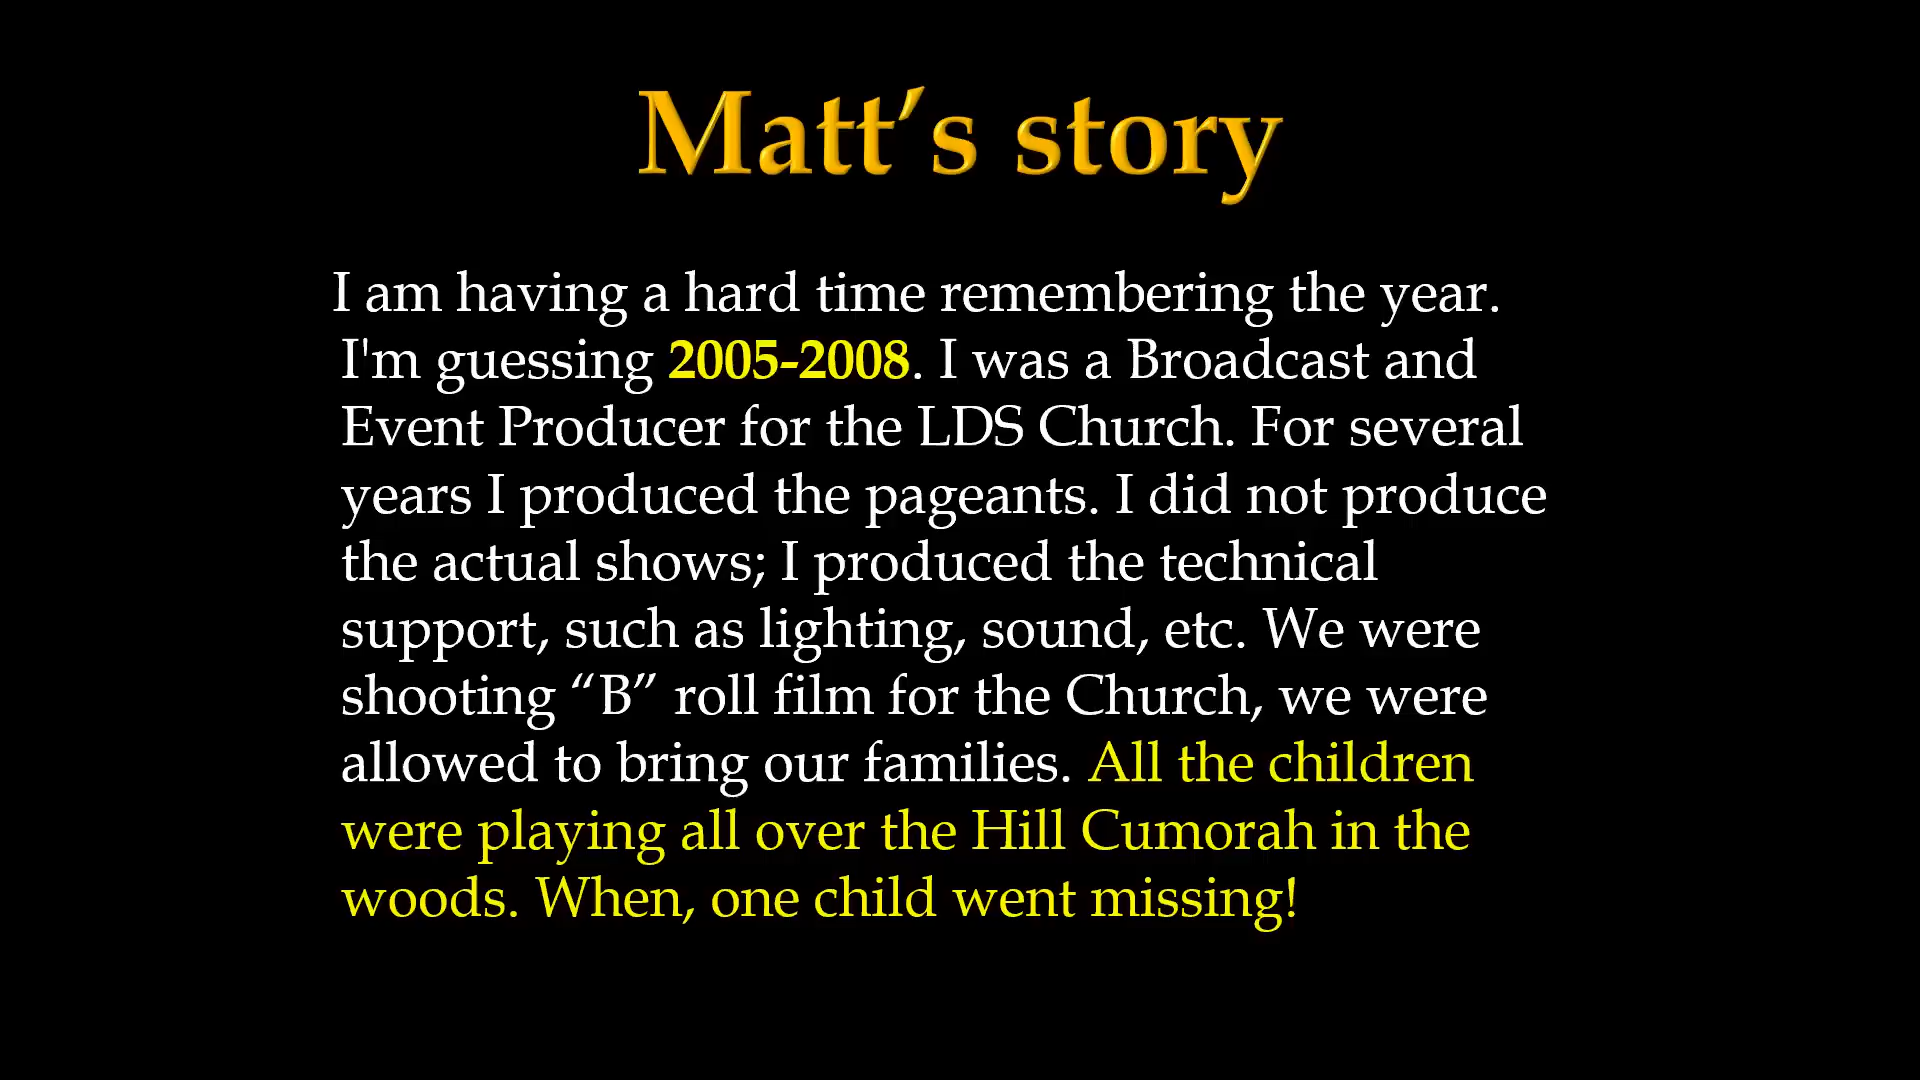 Matt’s story
I am having a hard time remembering the year.
I'm guessing 2005-2008. I was a Broadcast and
Event Producer for the LDS Church. For several
years I produced the pageants. I did not produce
the actual shows; I produced the technical
support, such as lighting, sound, etc. We were
shooting “B” roll film for the Church, we were
allowed to bring our families. All the children
were playing all over the Hill Cumorah in the
woods. When, one child went missing!